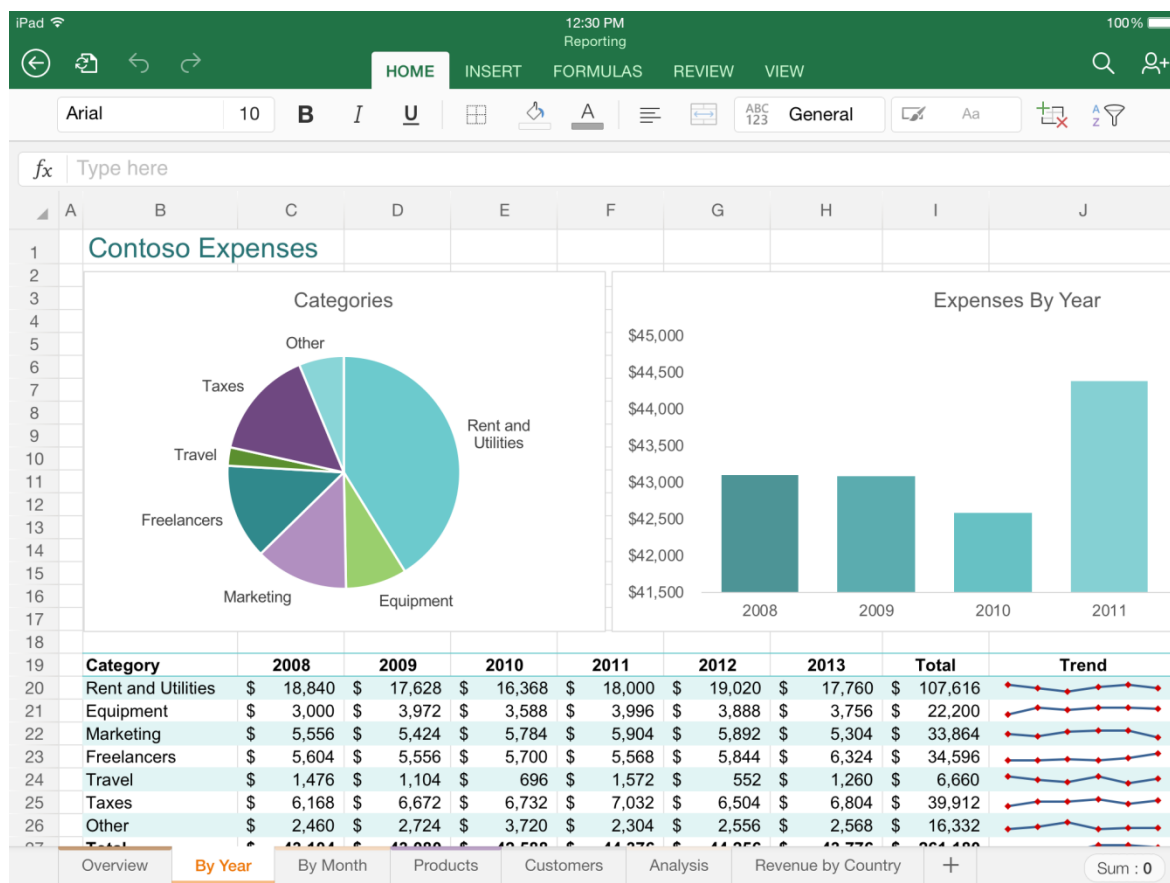 iPad 12:30 PM 100%
Reporting
HOME INSERT FORMULAS REVIEW VIEW
Arial 10 B I U A ABC 123 General Aa A Z
fx Type here
A B C D E F G H I J
1 Contoso Expenses
2
3 Categories Expenses By Year
4
5
6
7
8
9
10
11
12
13
14
15
16
17
18
Other
Taxes
Rent and
Utilities
Travel
Freelancers
Marketing
Equipment
$45,000
$44,500
$44,000
$43,500
$43,000
$42,500
$42,000
$41,500
2008 2009 2010 2011
19 Category 2008 2009 2010 2011 2012 2013 Total Trend
20 Rent and Utilities $ 18,840 $ 17,628 $ 16,368 $ 18,000 $ 19,020 $ 17,760 $ 107,616
21 Equipment $ 3,000 $ 3,972 $ 3,588 $ 3,996 $ 3,888 $ 3,756 $ 22,200
22 Marketing $ 5,556 $ 5,424 $ 5,784 $ 5,904 $ 5,892 $ 5,304 $ 33,864
23 Freelancers $ 5,604 $ 5,556 $ 5,700 $ 5,568 $ 5,844 $ 6,324 $ 34,596
24 Travel $ 1,476 $ 1,104 $ 696 $ 1,572 $ 552 $ 1,260 $ 6,660
25 Taxes $ 6,168 $ 6,672 $ 6,732 $ 7,032 $ 6,504 $ 6,804 $ 39,912
26 Other $ 2,460 $ 2,724 $ 3,720 $ 2,304 $ 2,556 $ 2,568 $ 16,332
Overview By Year By Month Products Customers Analysis Revenue by Country + Sum : 0